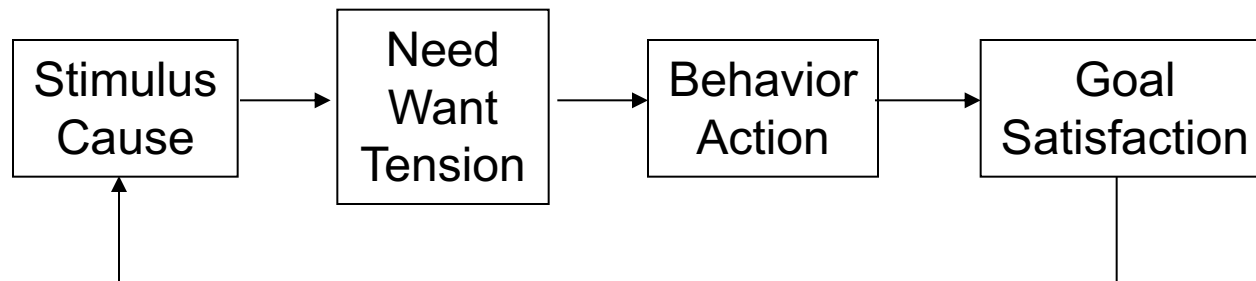 Stimulus
Cause
Need
Want
Tension
Behavior
Action
Goal
Satisfaction